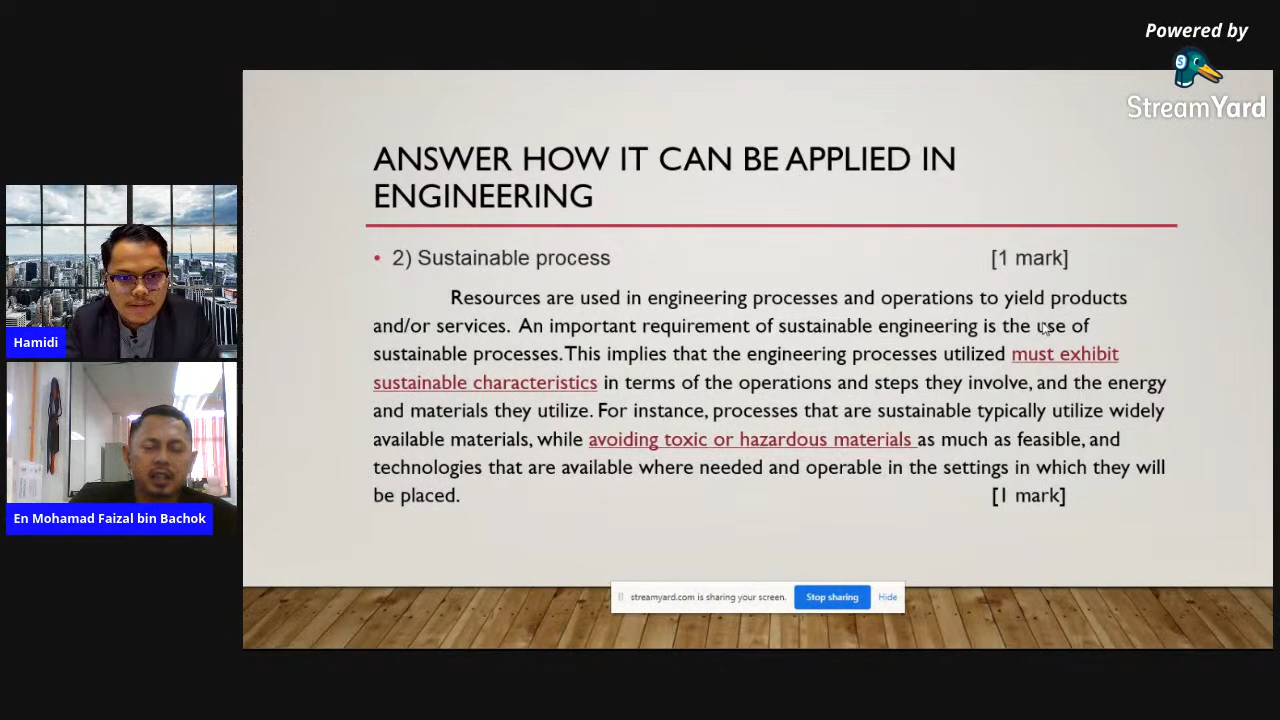 Powered by
StreamYard
ANSWER HOW IT CAN BE APPLIED IN
ENGINEERING
• 2) Sustainable process [1 mark]
Resources are used in engineering processes and operations to yield products
and/or services. An important requirement of sustainable engineering is the use of
sustainable processes. This implies that the engineering processes utilized must exhibit
sustainable characteristics in terms of the operations and steps they involve, and the energy
and materials they utilize. For instance, processes that are sustainable typically utilize widely
available materials, while avoiding toxic or hazardous materials as much as feasible, and
technologies that are available where needed and operable in the settings in which they will
be placed. [1 mark]
Hamidi
En Mohamad Faizal bin Bachok
streamyard.com is sharing your screen. Stop sharing Hide